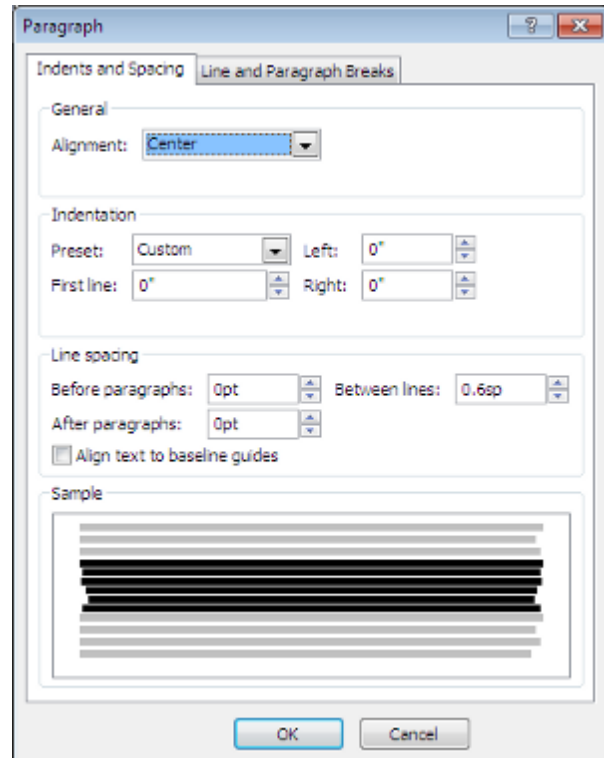 Paragraph
Indents and Spacing Line and Paragraph Breaks
General
Alignment: Center
Indentation
Preset: Custom Left: 0"
First line: 0" Right: 0"
Line spacing
Before paragraphs: 0pt Between lines: 0.6sp
After paragraphs: 0pt
Align text to baseline guides
Sample
OK Cancel